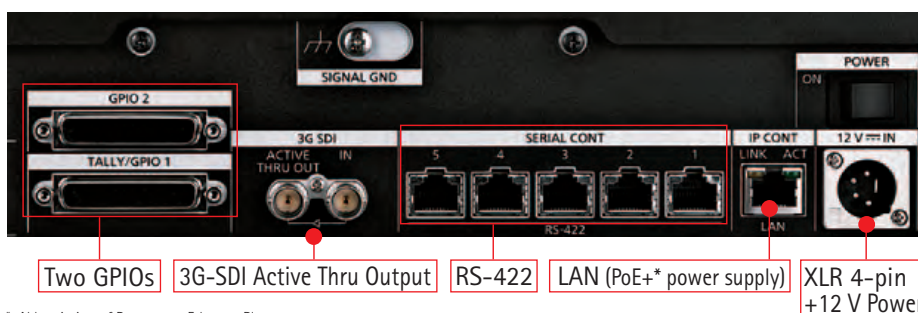 SIGNAL GND
POWER
ON
GPIO 2
TALLY/GPIO 1
3G SDI
ACTIVE THRU OUT
IN
SERIAL CONT
5 4 3 2 1
RS-422
IP CONT
LINK ACT
LAN
12 V ⎓ IN
Two GPIOs
3G-SDI Active Thru Output
RS-422
LAN (PoE+* power supply)
XLR 4-pin
+12 V Power